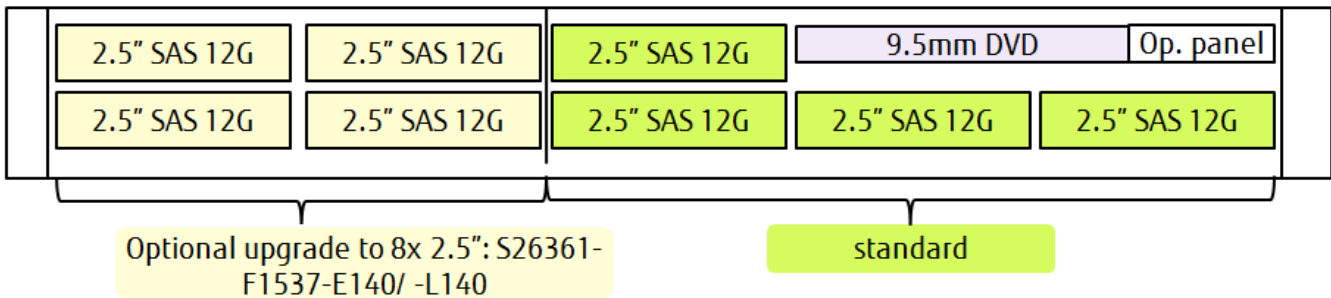 2.5” SAS 12G 2.5” SAS 12G 2.5” SAS 12G 9.5mm DVD Op. panel
2.5” SAS 12G 2.5” SAS 12G 2.5” SAS 12G 2.5” SAS 12G 2.5” SAS 12G
Optional upgrade to 8x 2.5”: S26361-
F1537-E140/ -L140
standard